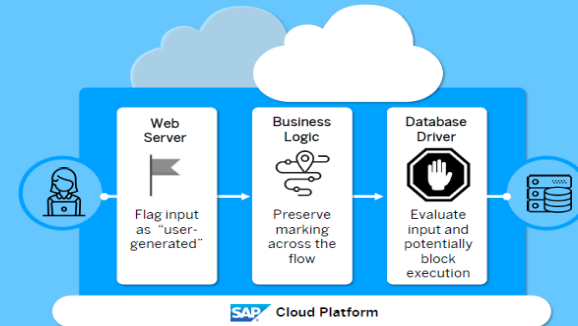 Web
Server
Flag input
as "user-
generated"
Business
Logic
Preserve
marking
across the
flow
Database
Driver
Evaluate
input and
potentially
block
execution
SAP Cloud Platform